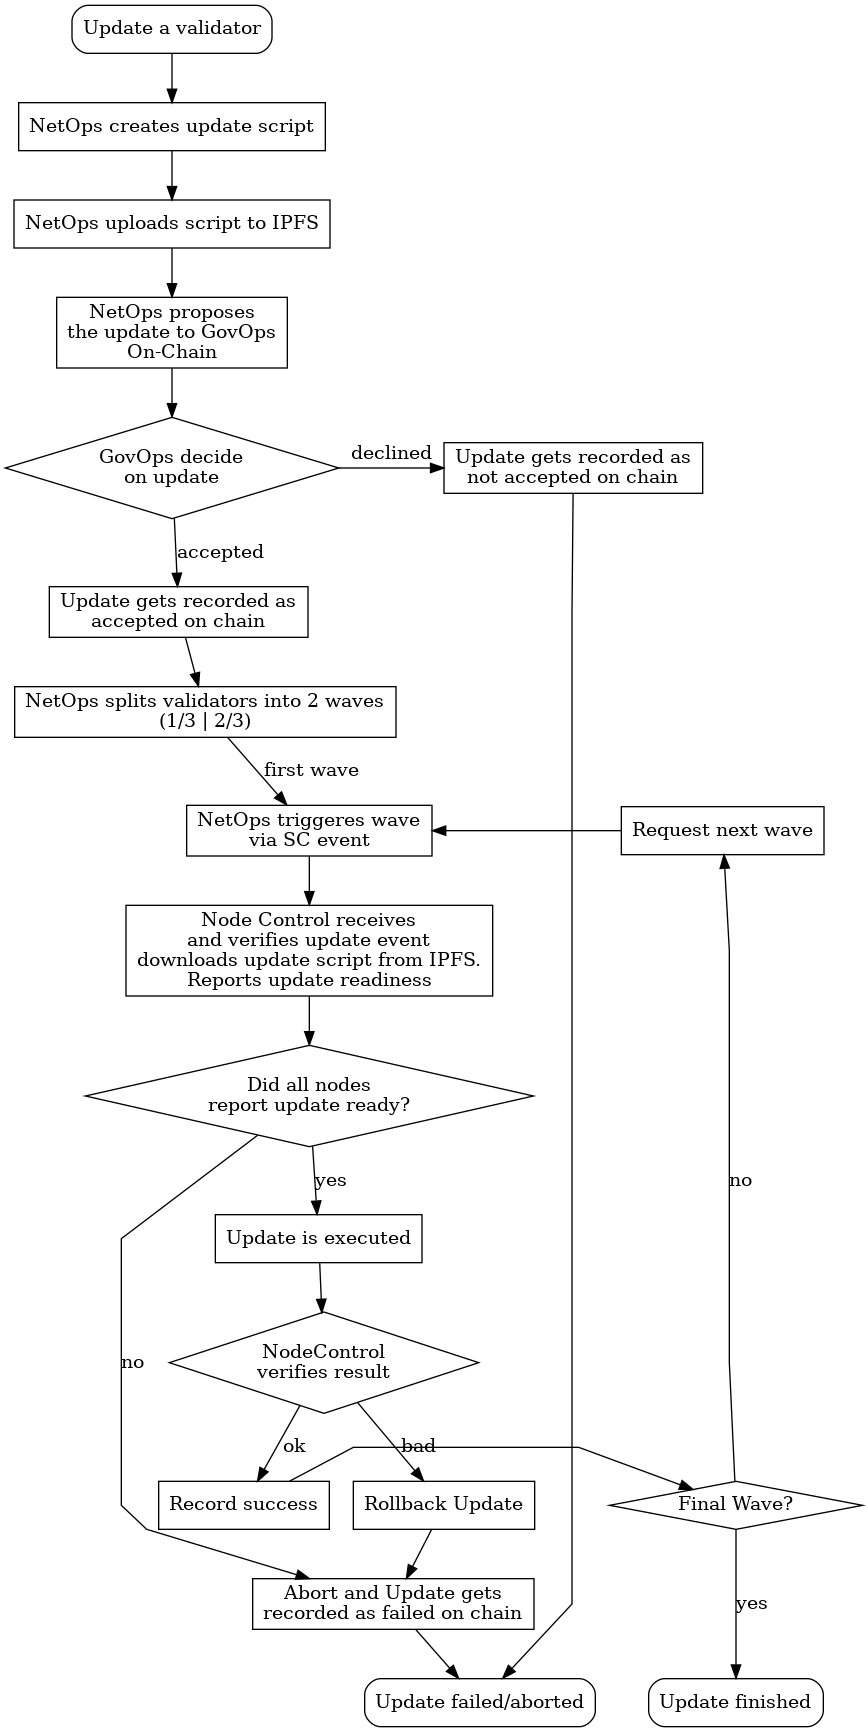 Update a validator
NetOps creates update script
NetOps uploads script to IPFS
NetOps proposes
the update to GovOps
On-Chain
GovOps decide
on update
declined
Update gets recorded as
not accepted on chain
accepted
Update gets recorded as
accepted on chain
NetOps splits validators into 2 waves
(1/3 | 2/3)
first wave
NetOps triggeres wave
via SC event
Request next wave
Node Control receives
and verifies update event
downloads update script from IPFS.
Reports update readiness
Did all nodes
report update ready?
yes
no
Update is executed
NodeControl
verifies result
no
ok
bad
Record success
Rollback Update
Final Wave?
Abort and Update gets
recorded as failed on chain
yes
Update failed/aborted
Update finished